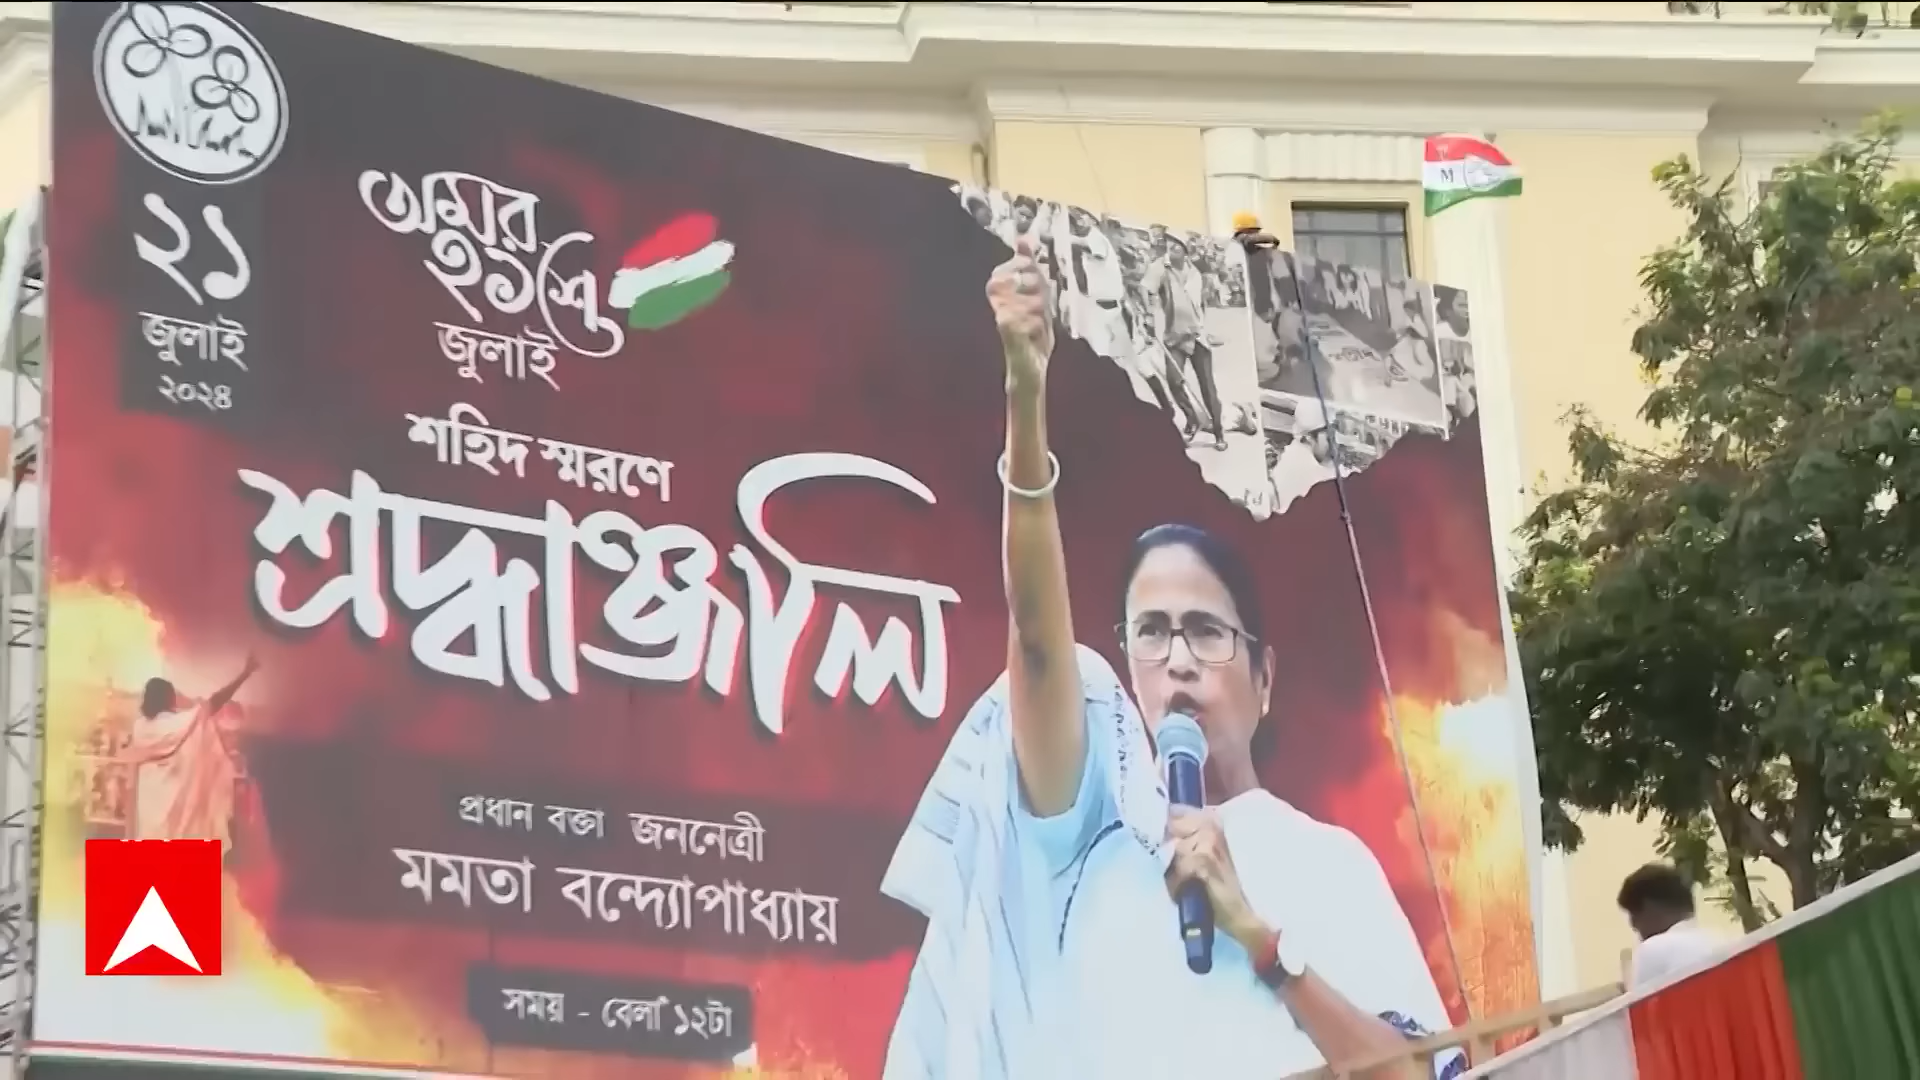 ২১
জুলাই
২০২৪
অমর
২১শে
জুলাই
শহিদ স্মরণে
শ্রদ্ধাঞ্জলি
প্রধান বক্তা জননেত্রী
মমতা বন্দ্যোপাধ্যায়
সময় - বেলা ১২টা
M